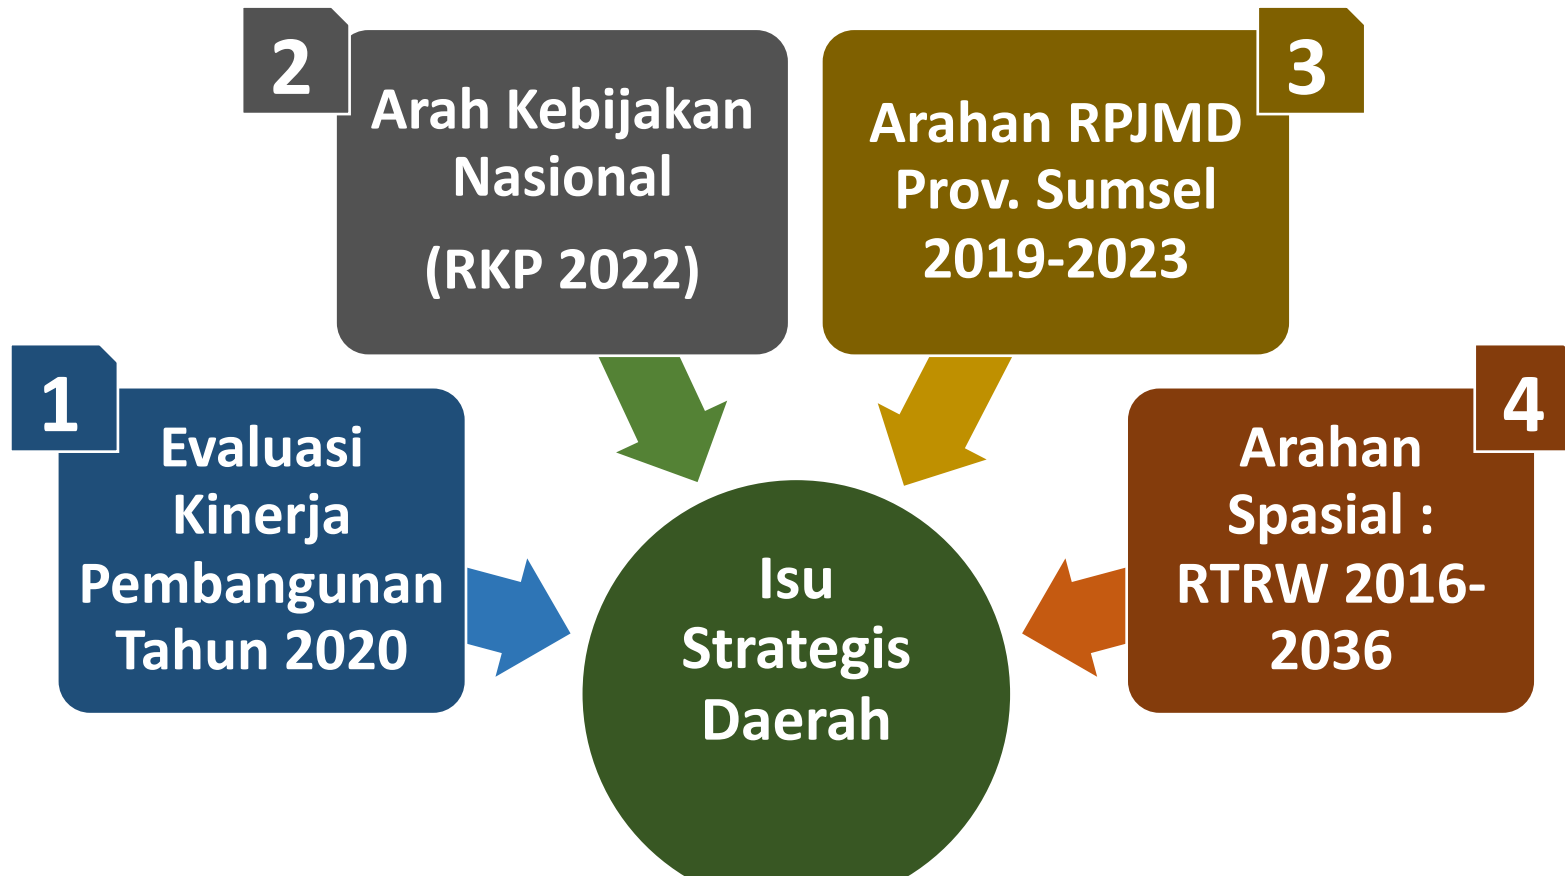 1
Evaluasi
Kinerja
Pembangunan
Tahun 2020
2
Arah Kebijakan
Nasional
(RKP 2022)
3
Arahan RPJMD
Prov. Sumsel
2019-2023
4
Arahan
Spasial :
RTRW 2016-
2036
Isu
Strategis
Daerah